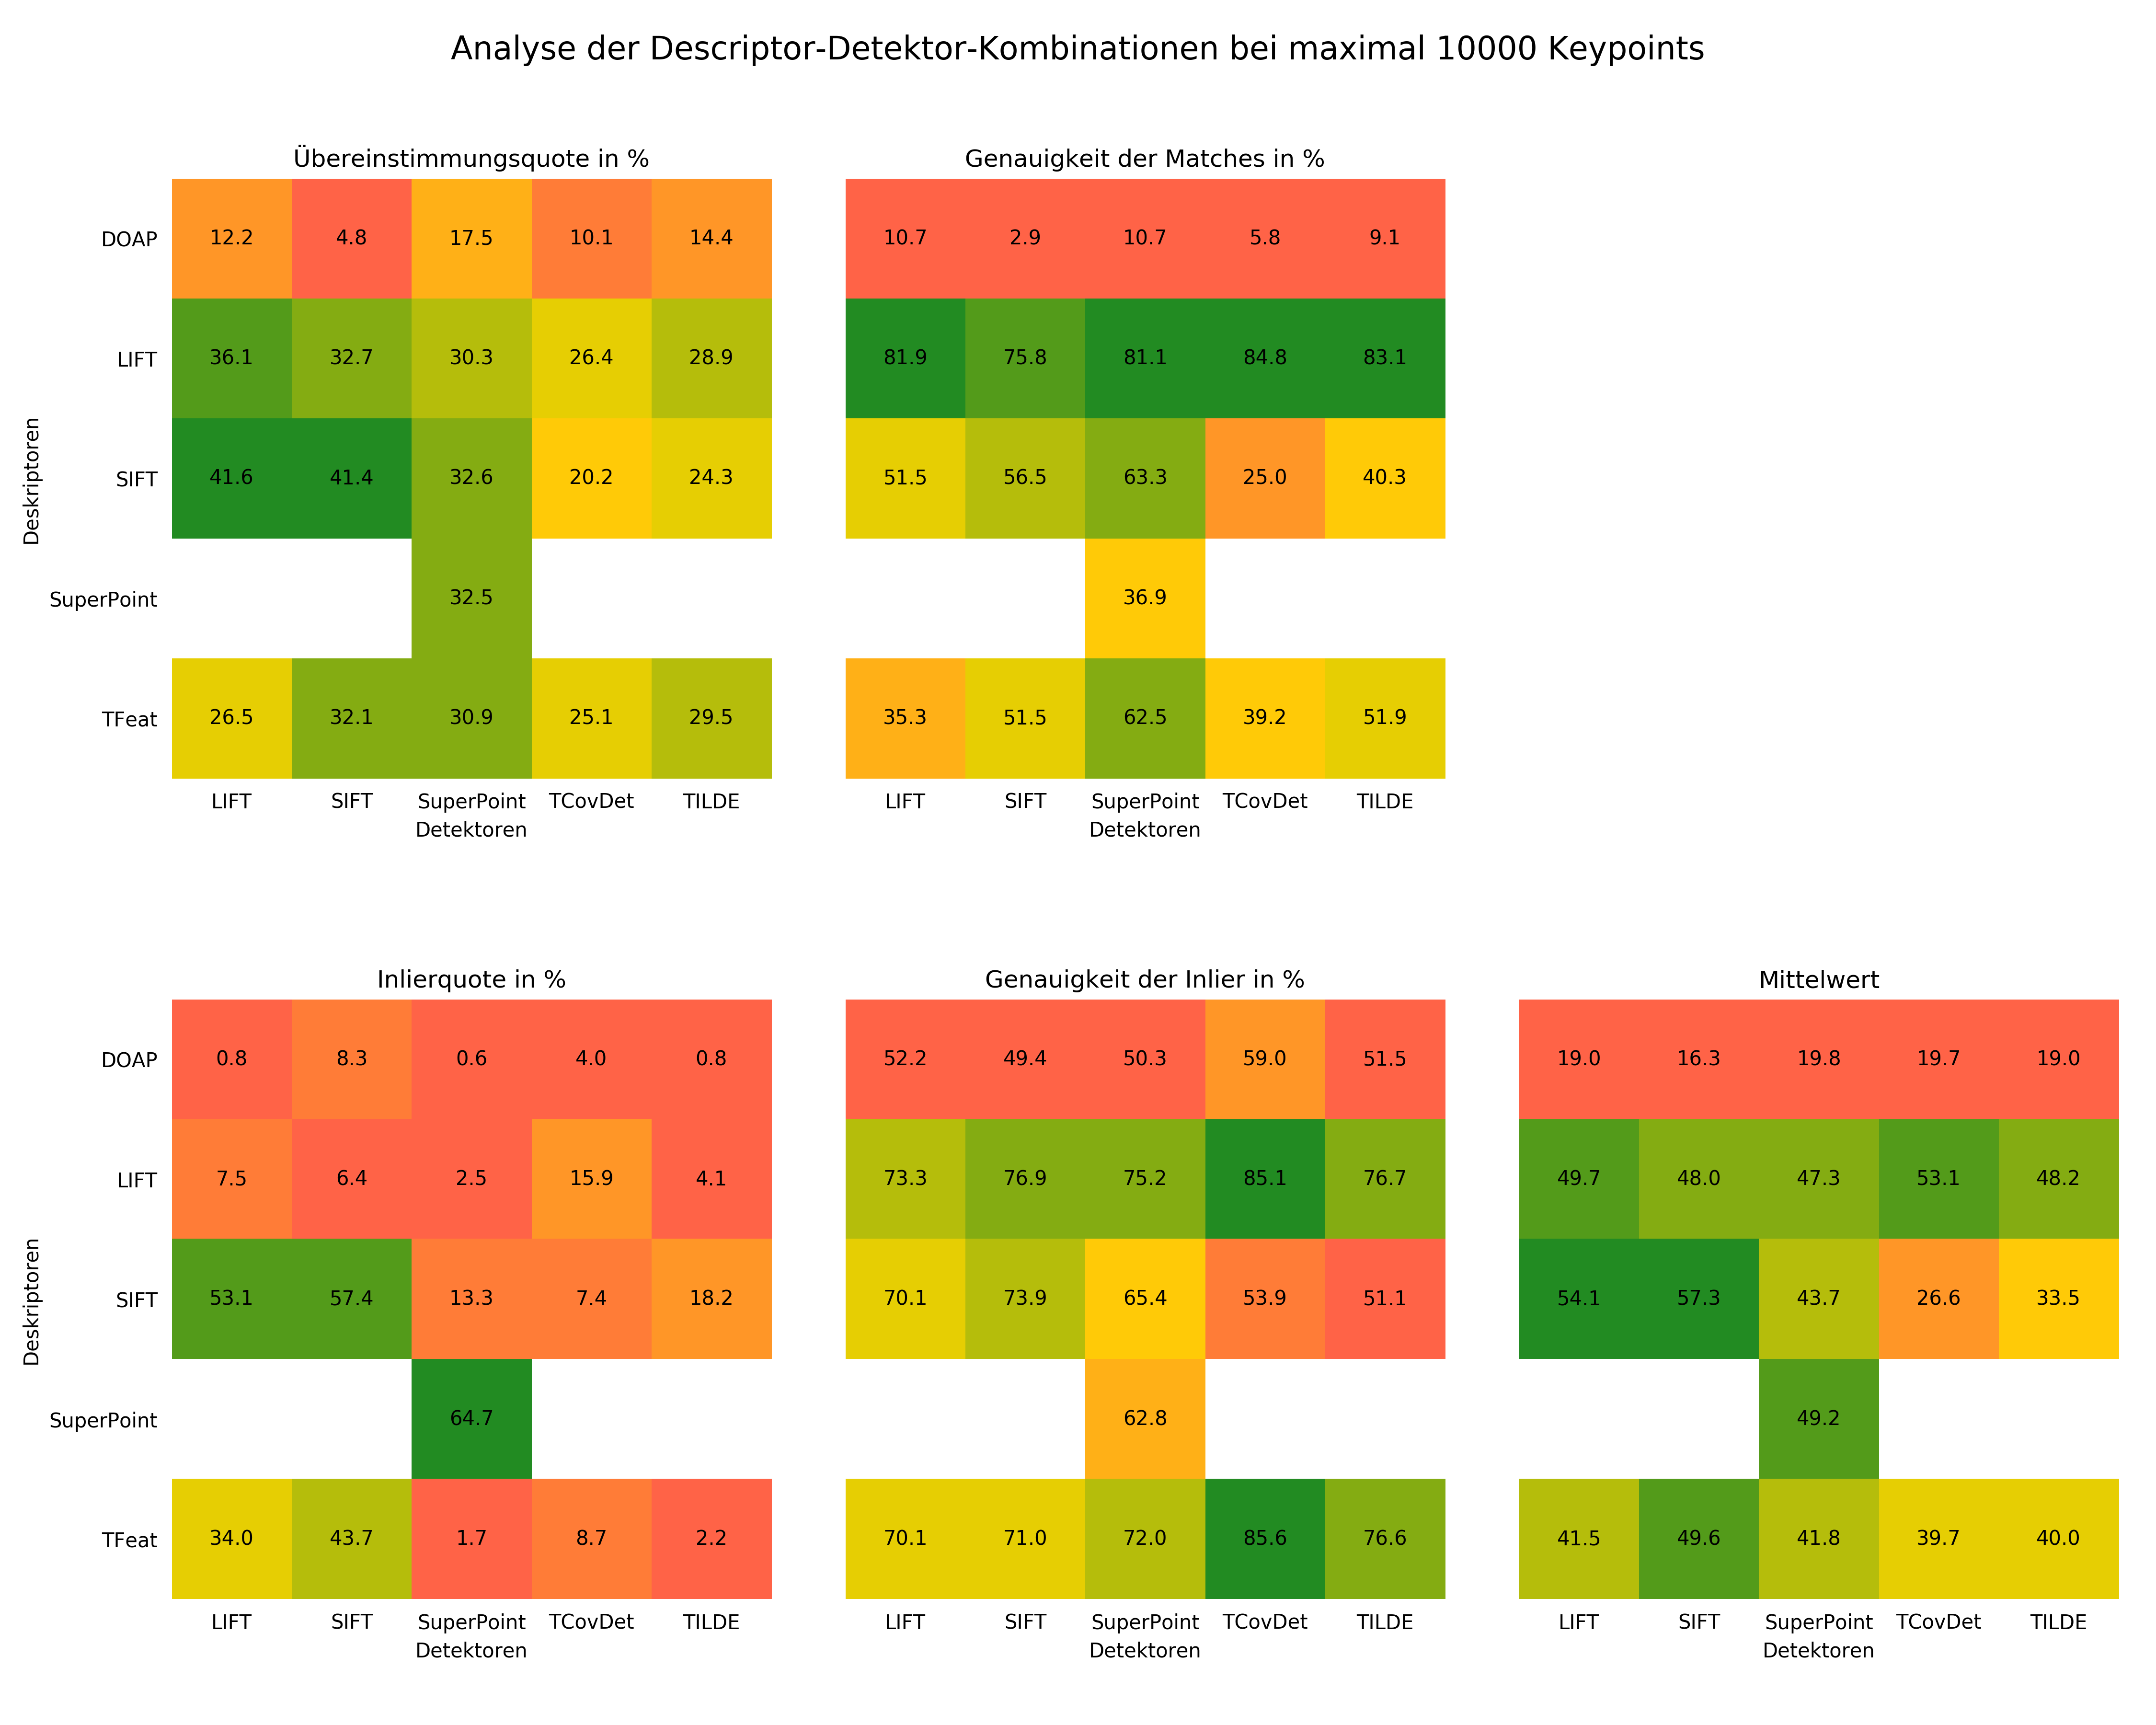 Analyse der Descriptor-Detektor-Kombinationen bei maximal 10000 Keypoints
Übereinstimmungsquote in %
Deskriptoren
DOAP 12.2 4.8 17.5 10.1 14.4
LIFT 36.1 32.7 30.3 26.4 28.9
SIFT 41.6 41.4 32.6 20.2 24.3
SuperPoint 32.5
TFeat 26.5 32.1 30.9 25.1 29.5
LIFT SIFT SuperPoint TCovDet TILDE
Detektoren
Genauigkeit der Matches in %
10.7 2.9 10.7 5.8 9.1
81.9 75.8 81.1 84.8 83.1
51.5 56.5 63.3 25.0 40.3
36.9
35.3 51.5 62.5 39.2 51.9
LIFT SIFT SuperPoint TCovDet TILDE
Detektoren
Inlierquote in %
Deskriptoren
DOAP 0.8 8.3 0.6 4.0 0.8
LIFT 7.5 6.4 2.5 15.9 4.1
SIFT 53.1 57.4 13.3 7.4 18.2
SuperPoint 64.7
TFeat 34.0 43.7 1.7 8.7 2.2
LIFT SIFT SuperPoint TCovDet TILDE
Detektoren
Genauigkeit der Inlier in %
52.2 49.4 50.3 59.0 51.5
73.3 76.9 75.2 85.1 76.7
70.1 73.9 65.4 53.9 51.1
62.8
70.1 71.0 72.0 85.6 76.6
LIFT SIFT SuperPoint TCovDet TILDE
Detektoren
Mittelwert
19.0 16.3 19.8 19.7 19.0
49.7 48.0 47.3 53.1 48.2
54.1 57.3 43.7 26.6 33.5
49.2
41.5 49.6 41.8 39.7 40.0
LIFT SIFT SuperPoint TCovDet TILDE
Detektoren